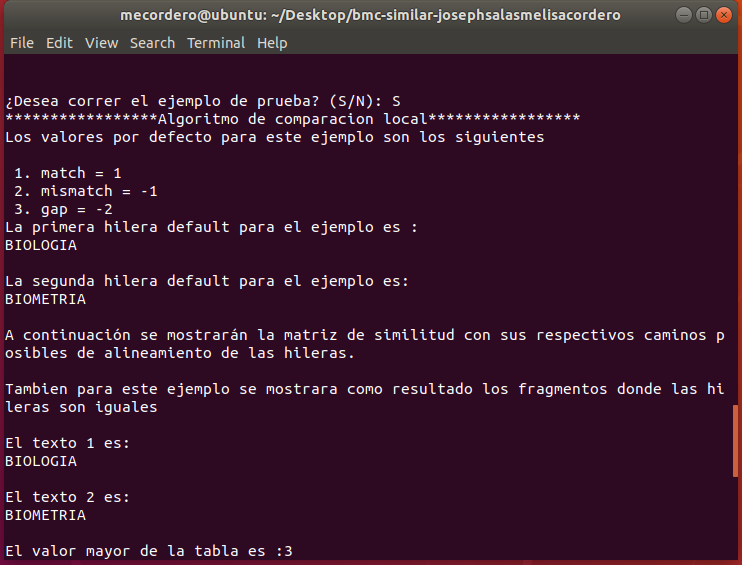 mecordero@ubuntu: ~/Desktop/bmc-similar-josephsalasmelisacordero
File Edit View Search Terminal Help
¿Desea correr el ejemplo de prueba? (S/N): S
*****************Algoritmo de comparacion local*****************
Los valores por defecto para este ejemplo son los siguientes
1. match = 1
2. mismatch = -1
3. gap = -2
La primera hilera default para el ejemplo es :
BIOLOGIA
La segunda hilera default para el ejemplo es:
BIOMETRIA
A continuación se mostrarán la matriz de similitud con sus respectivos caminos p
osibles de alineamiento de las hileras.
Tambien para este ejemplo se mostrara como resultado los fragmentos donde las hi
leras son iguales
El texto 1 es:
BIOLOGIA
El texto 2 es:
BIOMETRIA
El valor mayor de la tabla es :3